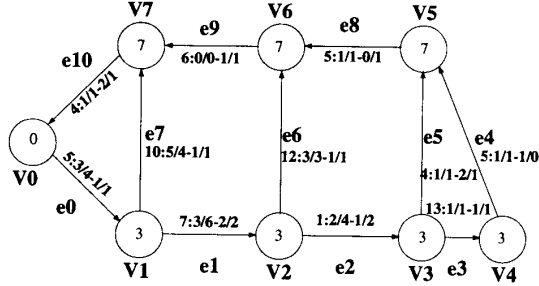 V7
V6
V5
e9
e8
e10
7
7
7
6:0/0-1/1
5:1/1-0/1
4:1/1-2/1
0
e7
e6
e5
e4
10:5/4-1/1
12:3/3-1/1
5:1/1-1/0
V0
5:3/4-1/1
4:1/1-2/1
e0
7:3/6-2/2
1:2/4-1/2
13:1/1-1/1
3
3
3
3
V1
e1
V2
e2
V3
e3
V4